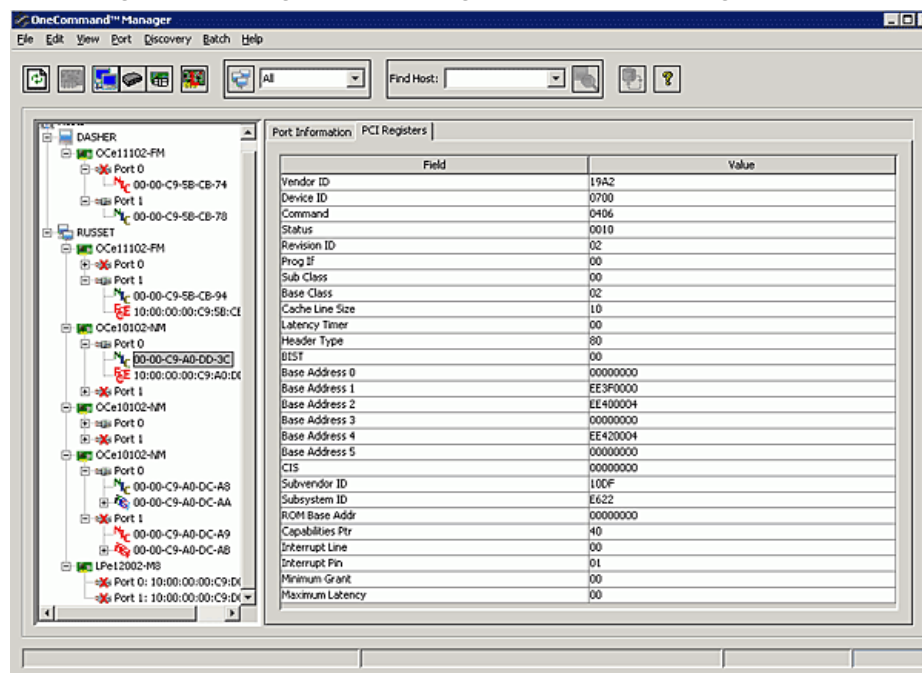 OneCommand™ Manager
File Edit View Port Discovery Batch Help
All
Find Host:
DASHER
OCe11102-FM
Port 0
NIC 00-00-C9-5B-CB-74
Port 1
NIC 00-00-C9-5B-CB-78
RUSSET
OCe11102-FM
Port 0
Port 1
NIC 00-00-C9-5B-CB-94
FCoE 10:00:00:00:C9:5B:CB
OCe10102-NM
Port 0
NIC 00-00-C9-A0-DD-3C
FCoE 10:00:00:00:C9:A0:DD
Port 1
OCe10102-NM
Port 0
Port 1
OCe10102-NM
Port 0
NIC 00-00-C9-A0-DC-A8
00-00-C9-A0-DC-AA
Port 1
NIC 00-00-C9-A0-DC-A9
00-00-C9-A0-DC-AB
LPe12002-M8
Port 0: 10:00:00:00:C9:D
Port 1: 10:00:00:00:C9:D
Port Information PCI Registers
Field Value
Vendor ID 19A2
Device ID 0700
Command 0406
Status 0010
Revision ID 02
Prog If 00
Sub Class 00
Base Class 02
Cache Line Size 10
Latency Timer 00
Header Type 80
BIST 00
Base Address 0 00000000
Base Address 1 EE3F0000
Base Address 2 EE400004
Base Address 3 00000000
Base Address 4 EE420004
Base Address 5 00000000
CIS 00000000
Subvendor ID 10DF
Subsystem ID E622
ROM Base Addr 00000000
Capabilities Ptr 40
Interrupt Line 00
Interrupt Pin 01
Minimum Grant 00
Maximum Latency 00